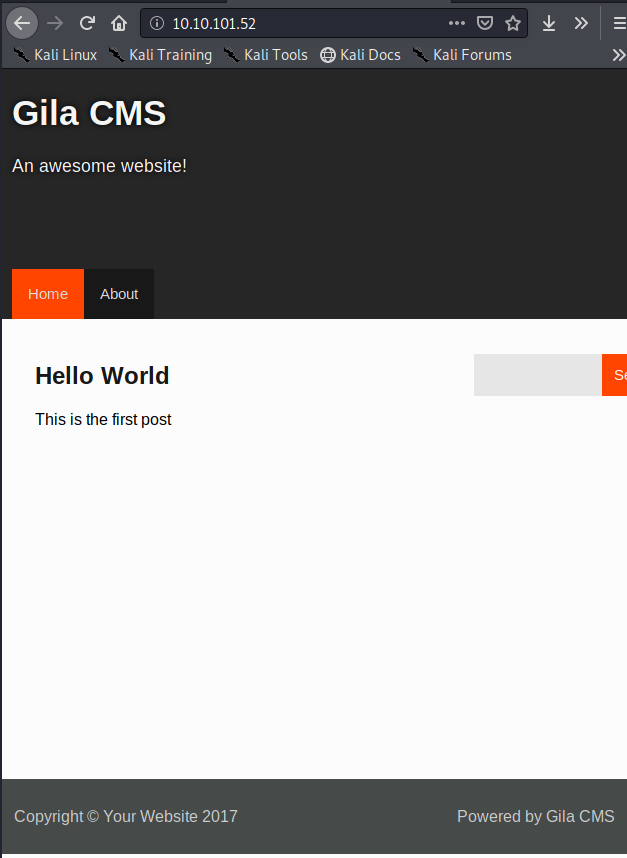 10.10.101.52
Kali Linux Kali Training Kali Tools Kali Docs Kali Forums
Gila CMS
An awesome website!
Home About
Hello World
Se
This is the first post
Copyright © Your Website 2017 Powered by Gila CMS